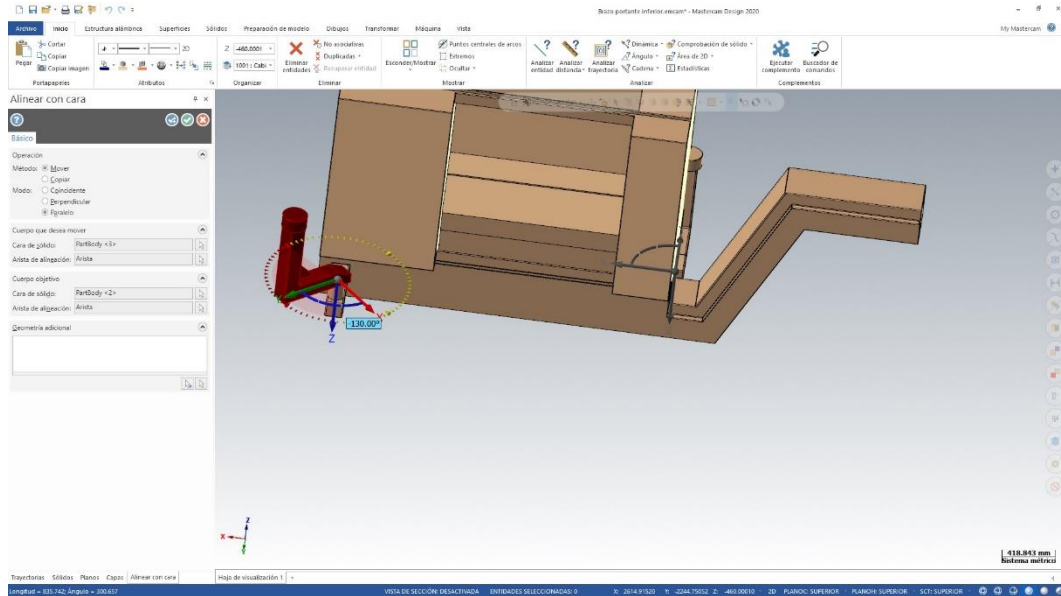 Brazo portante inferior.emcam* - Mastercam Design 2020
Archivo Inicio Estructura alámbrica Superficies Sólidos Preparación de modelo Dibujos Transformar Máquina Vista My Mastercam
Pegar
Cortar
Copiar
Copiar imagen
Portapapeles
2D
Atributos
Z -460.0001
1001 : Cabi
Organizar
Eliminar entidades
No asociativas
Duplicadas
Recuperar entidad
Eliminar
Esconder/Mostrar
Puntos centrales de arcos
Extremos
Ocultar
Mostrar
Analizar entidad
Analizar distancia
Analizar trayectoria
Dinámica
Ángulo
Cadena
Comprobación de sólido
Área de 2D
Estadísticas
Analizar
Ejecutar complemento
Buscador de comandos
Complementos
Alinear con cara
Básico
Operación
Método: Mover
Copiar
Modo: Coincidente
Perpendicular
Paralelo
Cuerpo que desea mover
Cara de sólido: PartBody <3>
Arista de alineación: Arista
Cuerpo objetivo
Cara de sólido: PartBody <2>
Arista de alineación: Arista
Geometría adicional
-130.00°
Z
Z
X
Y
418.843 mm
Sistema métrico
Trayectorias Sólidos Planos Capas Alinear con cara
Hoja de visualización 1
Longitud = 835.742; Ángulo = 300.657
VISTA DE SECCIÓN: DESACTIVADA ENTIDADES SELECCIONADAS: 0 X: 2614.91520 Y: -2244.75052 Z: -460.00010 2D PLANOC: SUPERIOR PLANOH: SUPERIOR SCT: SUPERIOR